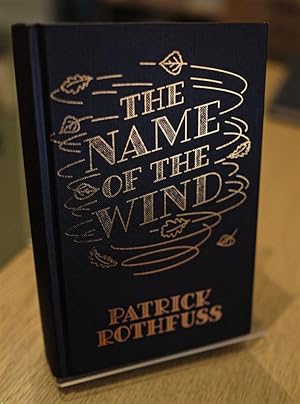 THE
NAME
OF THE
WIND
PATRICK
ROTHFUSS